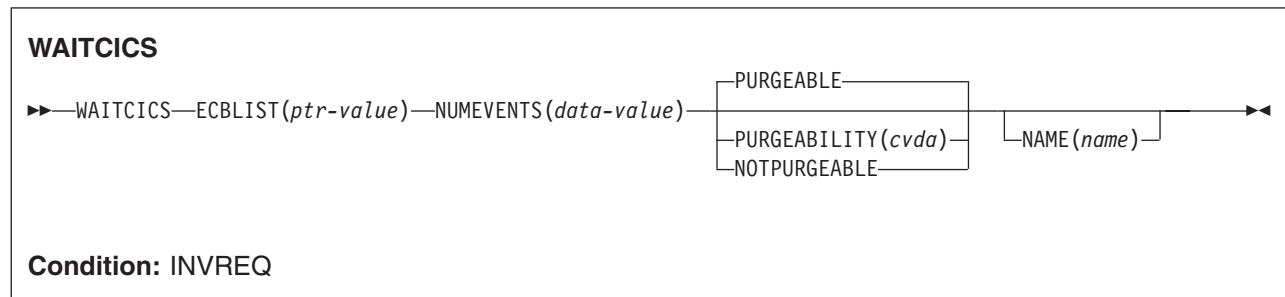 WAITCICS
PURGEABLE
WAITCICS ECBLIST(ptr-value) NUMEVENTS(data-value)
PURGEABILITY(cvda) NAME(name)
NOTPURGEABLE
Condition: INVREQ